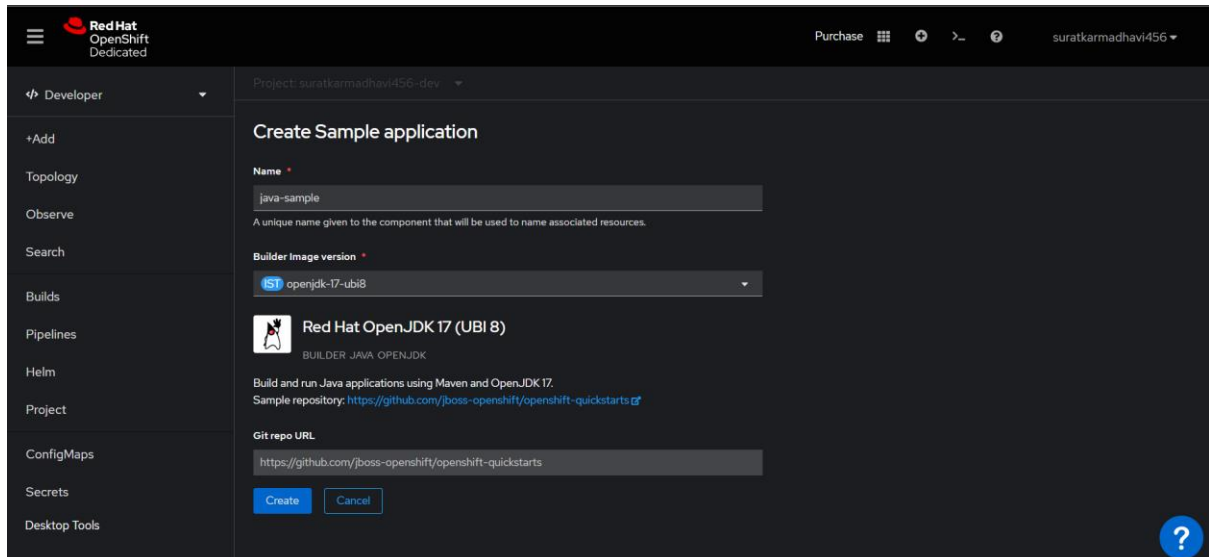 Red Hat
OpenShift
Dedicated
Purchase
suratkarmadhavi456
</> Developer
Project: suratkarmadhavi456-dev
+Add
Topology
Observe
Search
Builds
Pipelines
Helm
Project
ConfigMaps
Secrets
Desktop Tools
Create Sample application
Name *
java-sample
A unique name given to the component that will be used to name associated resources.
Builder Image version *
IST openjdk-17-ubi8
Red Hat OpenJDK 17 (UBI 8)
BUILDER JAVA OPENJDK
Build and run Java applications using Maven and OpenJDK 17.
Sample repository: https://github.com/jboss-openshift/openshift-quickstarts
Git repo URL
https://github.com/jboss-openshift/openshift-quickstarts
Create Cancel
?